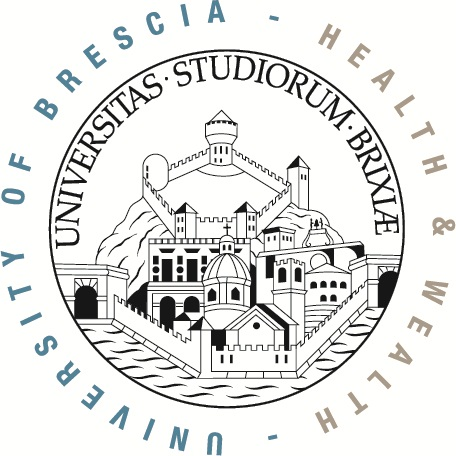 UNIVERSITY OF BRESCIA - HEALTH & WEALTH -
UNIVERSITAS · STUDIORUM · BRIXIÆ